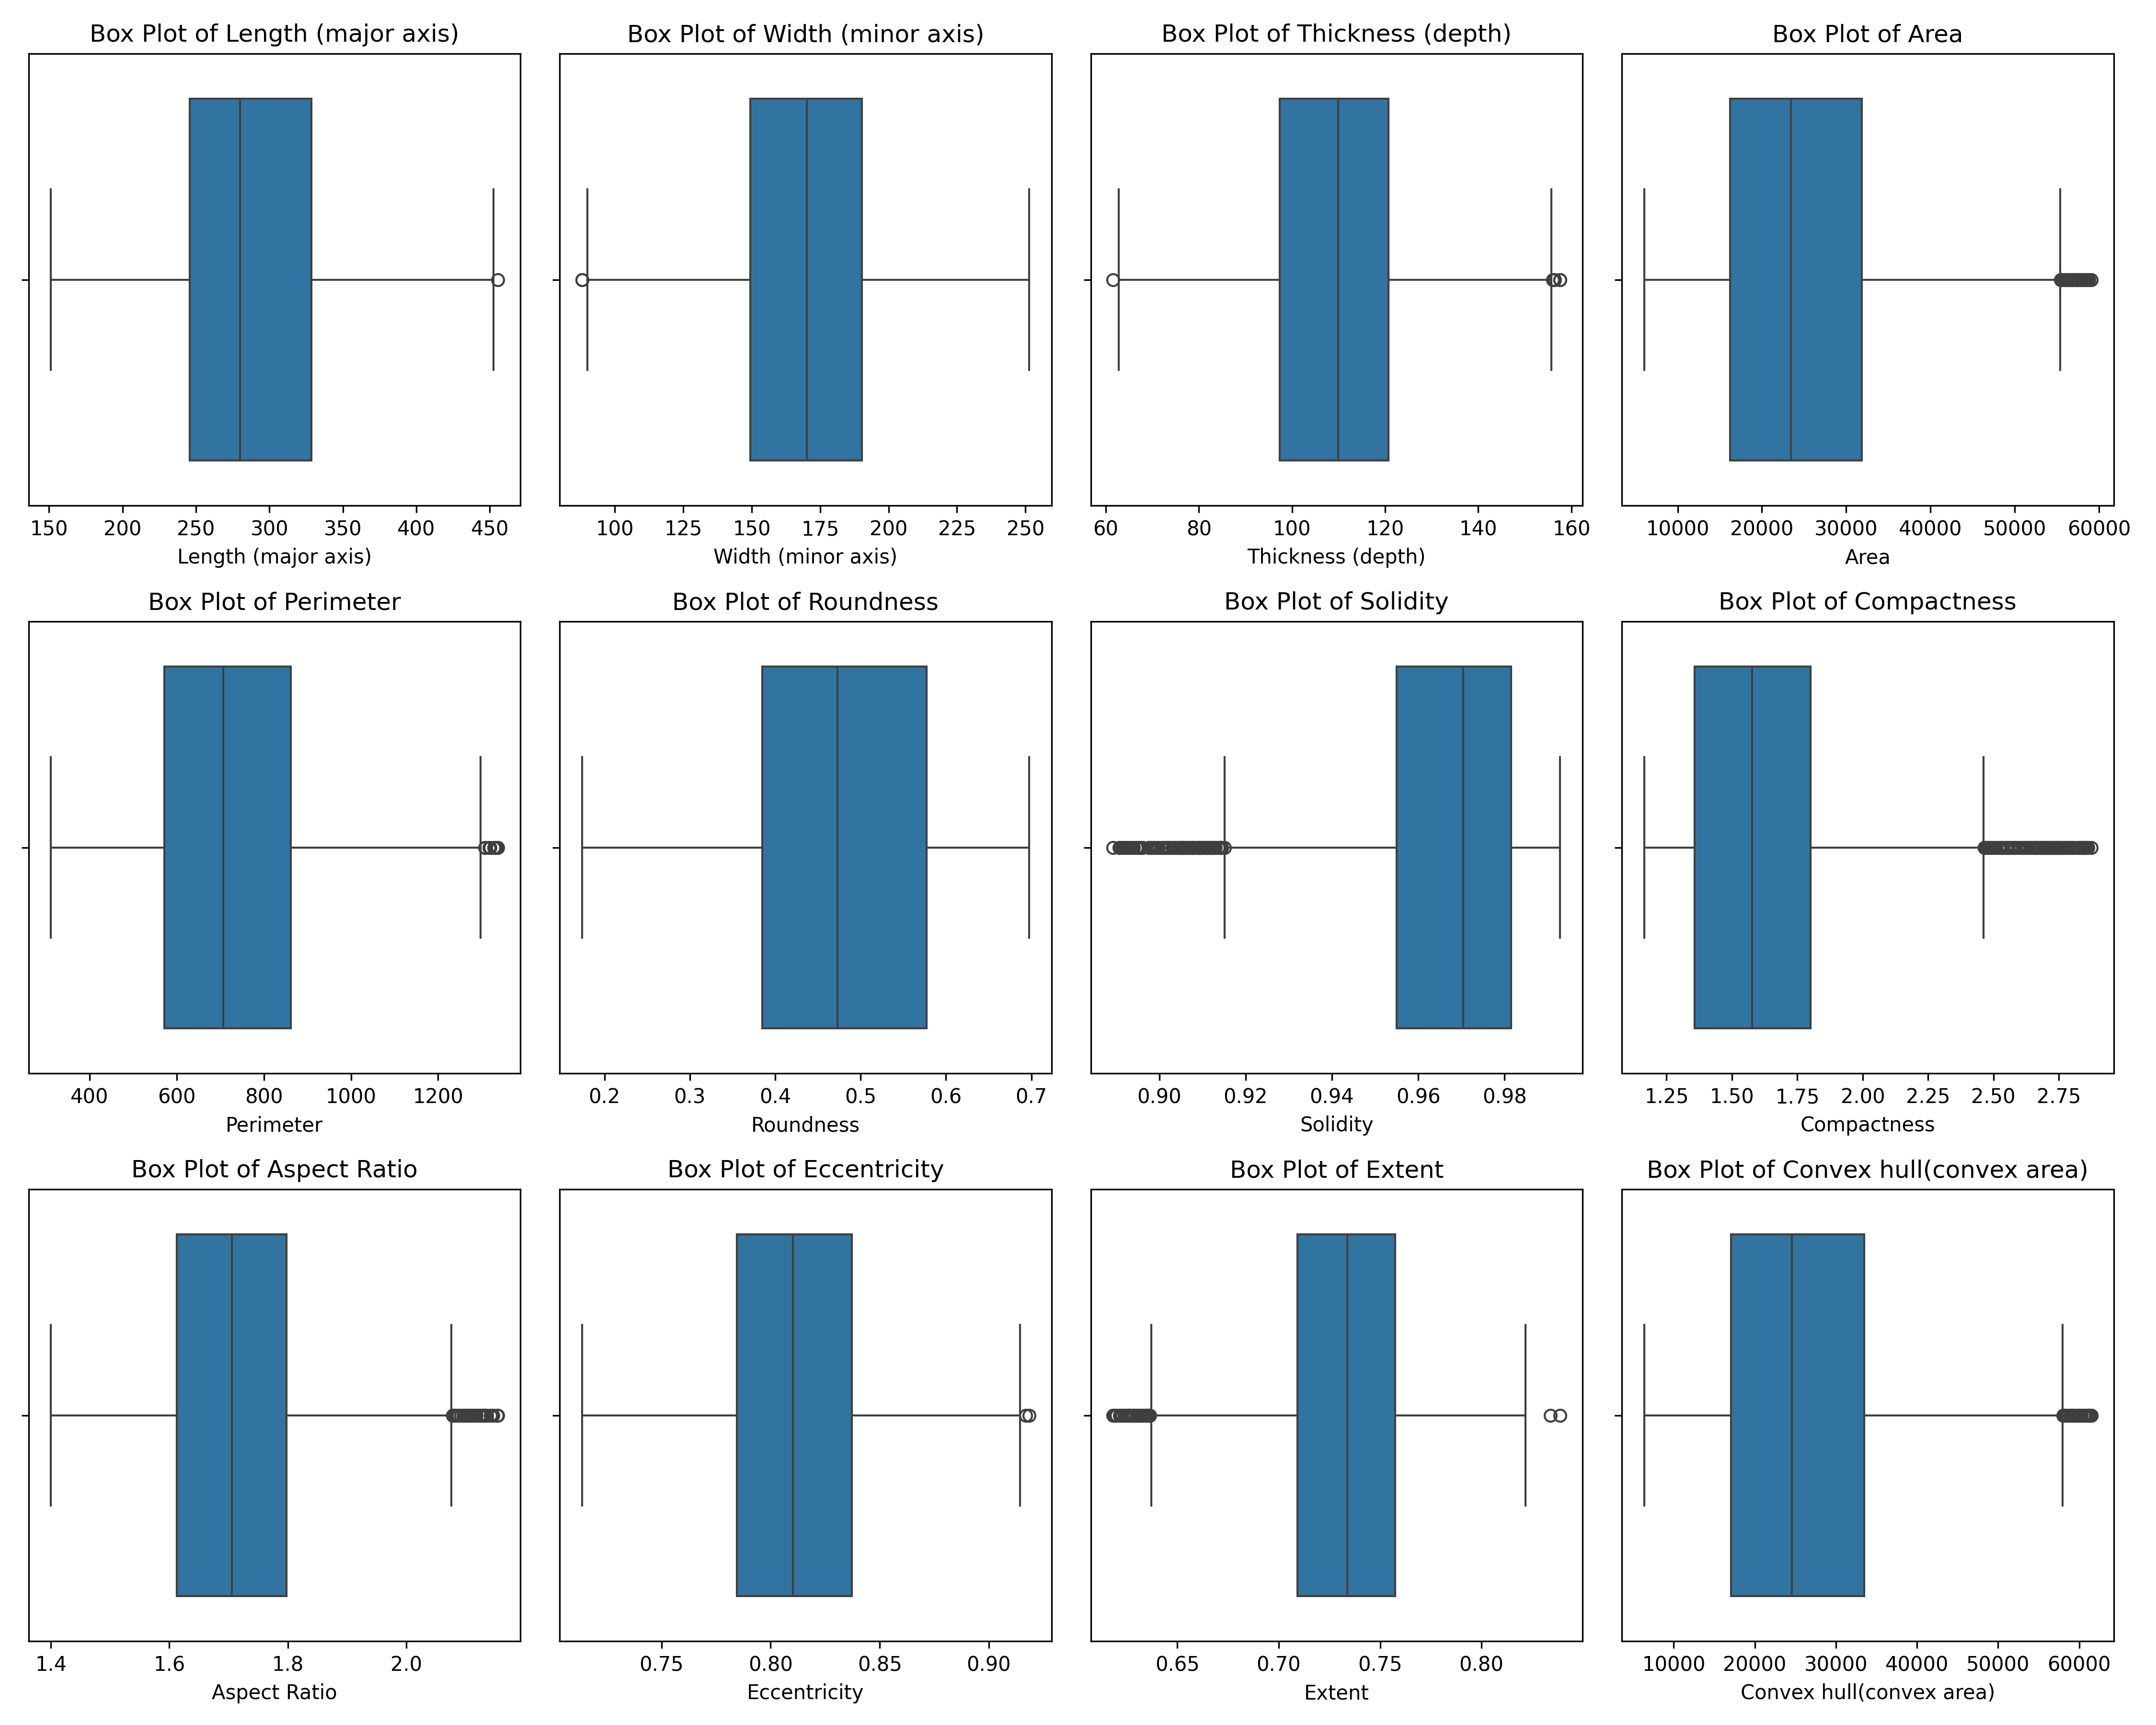 Box Plot of Length (major axis)
150 200 250 300 350 400 450
Length (major axis)
Box Plot of Width (minor axis)
100 125 150 175 200 225 250
Width (minor axis)
Box Plot of Thickness (depth)
60 80 100 120 140 160
Thickness (depth)
Box Plot of Area
10000 20000 30000 40000 50000 60000
Area
Box Plot of Perimeter
400 600 800 1000 1200
Perimeter
Box Plot of Roundness
0.2 0.3 0.4 0.5 0.6 0.7
Roundness
Box Plot of Solidity
0.90 0.92 0.94 0.96 0.98
Solidity
Box Plot of Compactness
1.25 1.50 1.75 2.00 2.25 2.50 2.75
Compactness
Box Plot of Aspect Ratio
1.4 1.6 1.8 2.0
Aspect Ratio
Box Plot of Eccentricity
0.75 0.80 0.85 0.90
Eccentricity
Box Plot of Extent
0.65 0.70 0.75 0.80
Extent
Box Plot of Convex hull(convex area)
10000 20000 30000 40000 50000 60000
Convex hull(convex area)